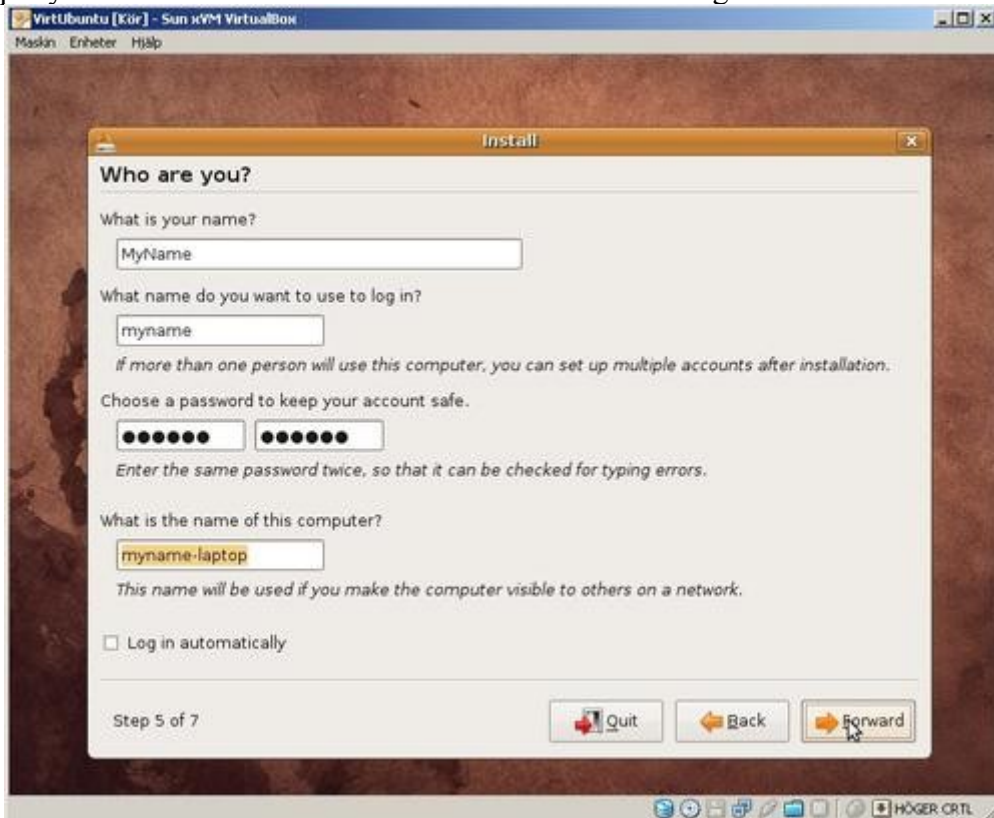 VirtUbuntu [Kör] - Sun xVM VirtualBox
Maskin Enheter Hjälp
Install
Who are you?
What is your name?
MyName
What name do you want to use to log in?
myname
If more than one person will use this computer, you can set up multiple accounts after installation.
Choose a password to keep your account safe.
●●●●●● ●●●●●●
Enter the same password twice, so that it can be checked for typing errors.
What is the name of this computer?
myname-laptop
This name will be used if you make the computer visible to others on a network.
Log in automatically
Step 5 of 7 Quit Back Forward
HÖGER CRTL